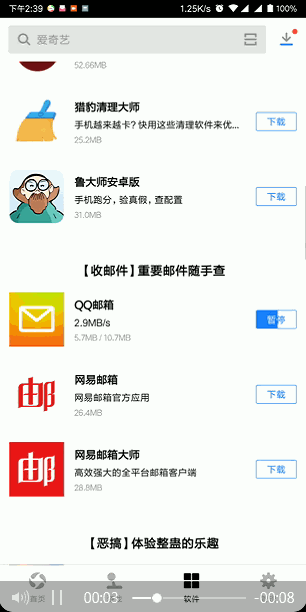 下午2:39
1.25K/s
100%
爱奇艺
52.66MB
猎豹清理大师
手机越来越卡？快用这些清理软件来优...
25.2MB
下载
鲁大师安卓版
手机跑分，验真假，查配置
31.0MB
下载
【收邮件】重要邮件随手查
QQ邮箱
2.9MB/s
5.7MB / 10.7MB
暂停
网易邮箱
网易邮箱官方应用
26.4MB
下载
网易邮箱大师
高效强大的全平台邮箱客户端
28.8MB
下载
【恶搞】体验整蛊的乐趣
首页
软件
00:03
-00:08